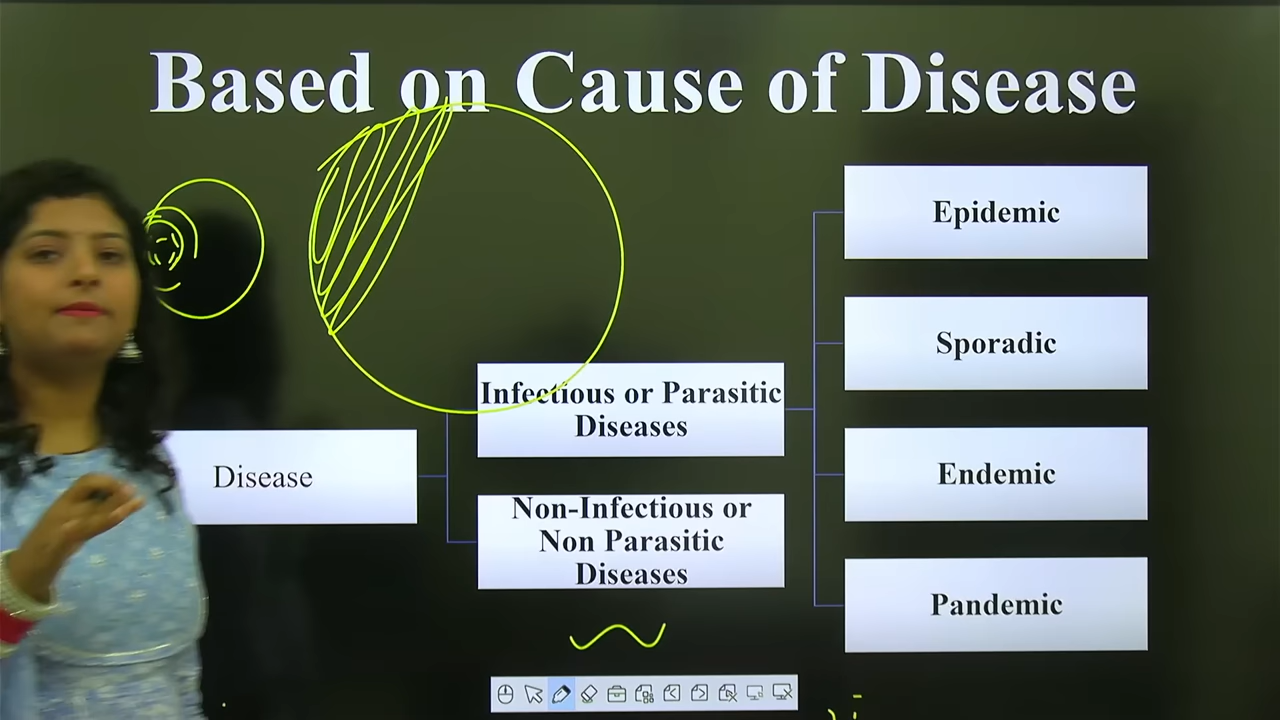 Based on Cause of Disease
Disease
Infectious or Parasitic
Diseases
Non-Infectious or
Non Parasitic
Diseases
Epidemic
Sporadic
Endemic
Pandemic